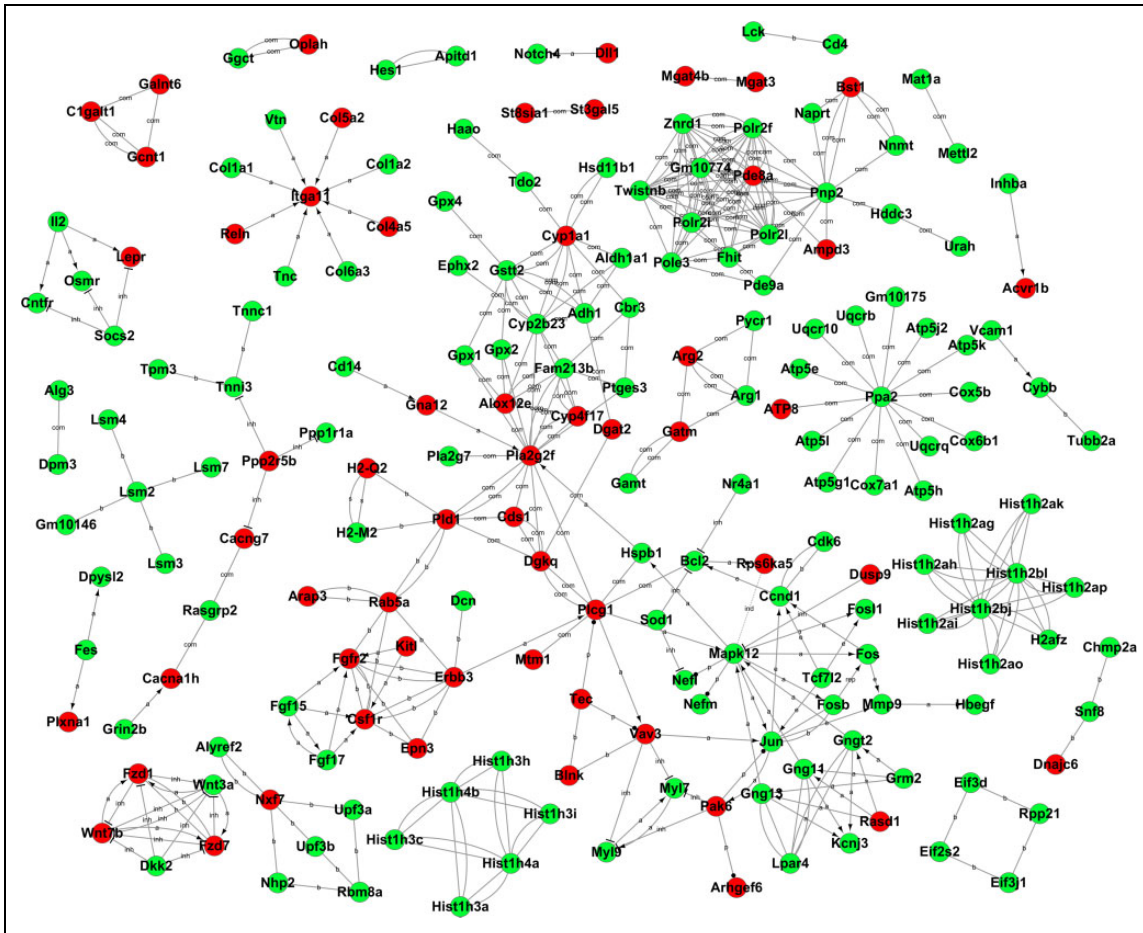 Oplah
Ggct
Apitd1
Hes1
Notch4
Dll1
Lck
Cd4
Galnt6
C1galt1
Gcnt1
Mgat4b
Mgat3
Bst1
Mat1a
Mettl2
St8sia1
St3gal5
Vtn
Col5a2
Col1a1
Col1a2
Itga11
Reln
Col4a5
Tnc
Col6a3
Haao
Tdo2
Hsd11b1
Znrd1
Polr2f
Naprt
Nnmt
Gm10774
Pde8a
Twistnb
Pnp2
Polr2i
Polr2l
Hddc3
Urah
Ampd3
Pole3
Fhit
Pde9a
Inhba
Acvr1b
Il2
Lepr
Osmr
Cntfr
Socs2
Gpx4
Cyp1a1
Ephx2
Gstt2
Aldh1a1
Adh1
Cbr3
Cyp2b23
Gpx1
Gpx2
Fam213b
Ptges3
Alox12e
Cyp4f17
Dgat2
Pla2g2f
Pla2g7
Cd14
Gna12
Tnnc1
Tpm3
Tnni3
Ppp1r1a
Ppp2r5b
Cacng7
Rasgrp2
Cacna1h
Grin2b
Alg3
Dpm3
Lsm4
Lsm7
Lsm2
Gm10146
Lsm3
Pycr1
Arg2
Arg1
Gatm
Gamt
Gm10175
Uqcrb
Uqcr10
Atp5j2
Atp5k
Atp5e
Ppa2
Cox5b
ATP8
Atp5l
Cox6b1
Uqcrq
Atp5g1
Cox7a1
Atp5h
Vcam1
Cybb
Tubb2a
H2-Q2
H2-M2
Pld1
Cds1
Dgkq
Nr4a1
Hspb1
Bcl2
Rps6ka5
Cdk6
Dusp9
Ccnd1
Fosl1
Hist1h2ak
Hist1h2ag
Hist1h2ah
Hist1h2bl
Hist1h2ap
Hist1h2bj
Hist1h2ai
H2afz
Hist1h2ao
Dpysl2
Fes
Plxna1
Arap3
Rab5a
Dcn
Plcg1
Sod1
Mtm1
Kitl
Fgfr2
Erbb3
Mapk12
Fos
Nefl
Nefm
Tcf7l2
Fosb
Mmp9
Hbegf
Chmp2a
Snf8
Dnajc6
Fgf15
Csf1r
Fgf17
Epn3
Tec
Vav3
Jun
Blnk
Gngt2
Gng11
Grm2
Gng13
Myl7
Pak6
Rasd1
Myl9
Lpar4
Kcnj3
Arhgef6
Eif3d
Rpp21
Eif2s2
Eif3j1
Alyref2
Fzd1
Wnt3a
Nxf7
Wnt7b
Fzd7
Dkk2
Upf3a
Upf3b
Nhp2
Rbm8a
Hist1h3h
Hist1h4b
Hist1h3i
Hist1h3c
Hist1h4a
Hist1h3a